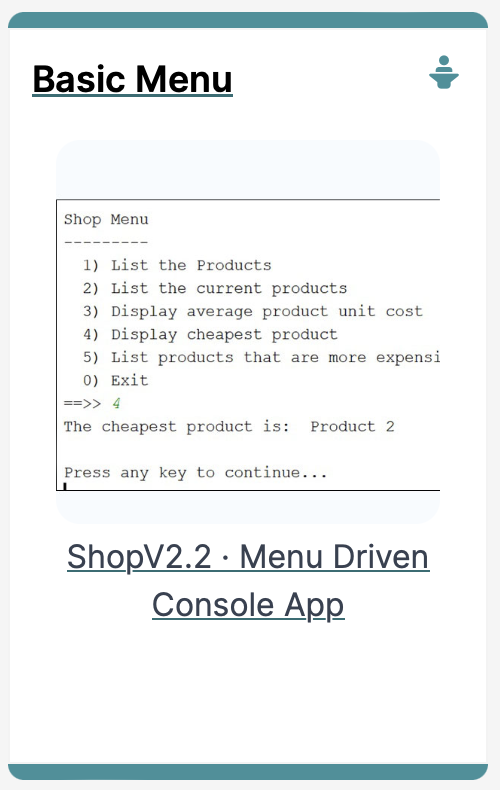 Basic Menu
Shop Menu
---------
1) List the Products
2) List the current products
3) Display average product unit cost
4) Display cheapest product
5) List products that are more expensi
0) Exit
==>> 4
The cheapest product is:  Product 2
Press any key to continue...
ShopV2.2 · Menu Driven
Console App